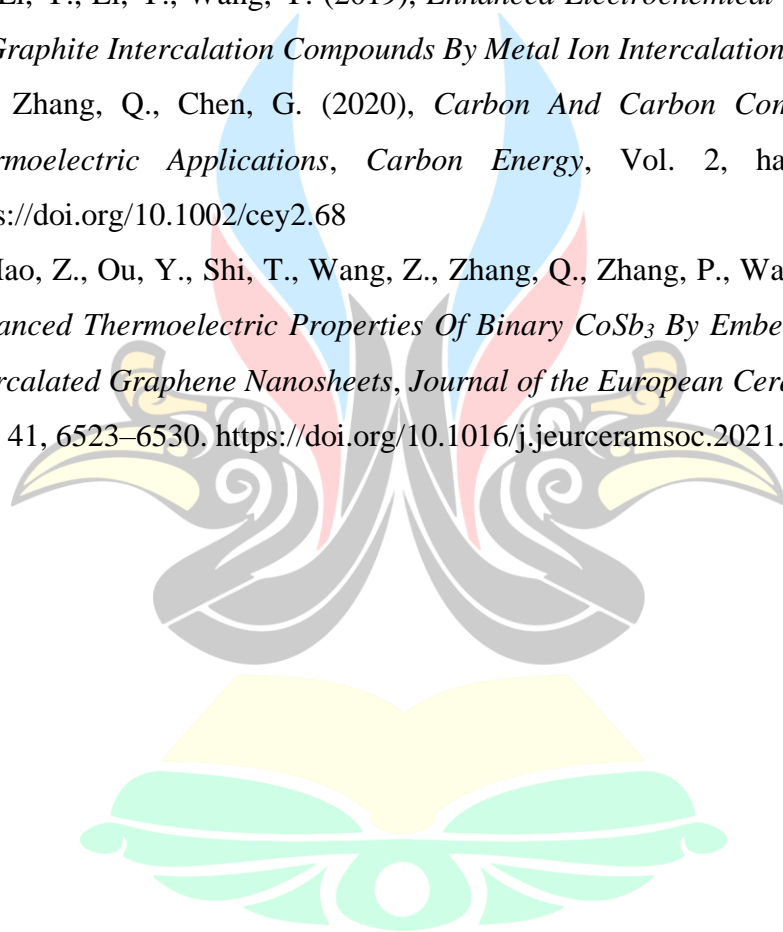 Li, Y., Wang, T. (2019), Enhanced Electrochemical
Graphite Intercalation Compounds By Metal Ion Intercalation
Zhang, Q., Chen, G. (2020), Carbon And Carbon Com
rmoelectric Applications, Carbon Energy, Vol. 2, ha
s://doi.org/10.1002/cey2.68
Hao, Z., Ou, Y., Shi, T., Wang, Z., Zhang, Q., Zhang, P., Wa
anced Thermoelectric Properties Of Binary CoSb₃ By Embe
rcalated Graphene Nanosheets, Journal of the European Cera
41, 6523–6530. https://doi.org/10.1016/j.jeurceramsoc.2021.